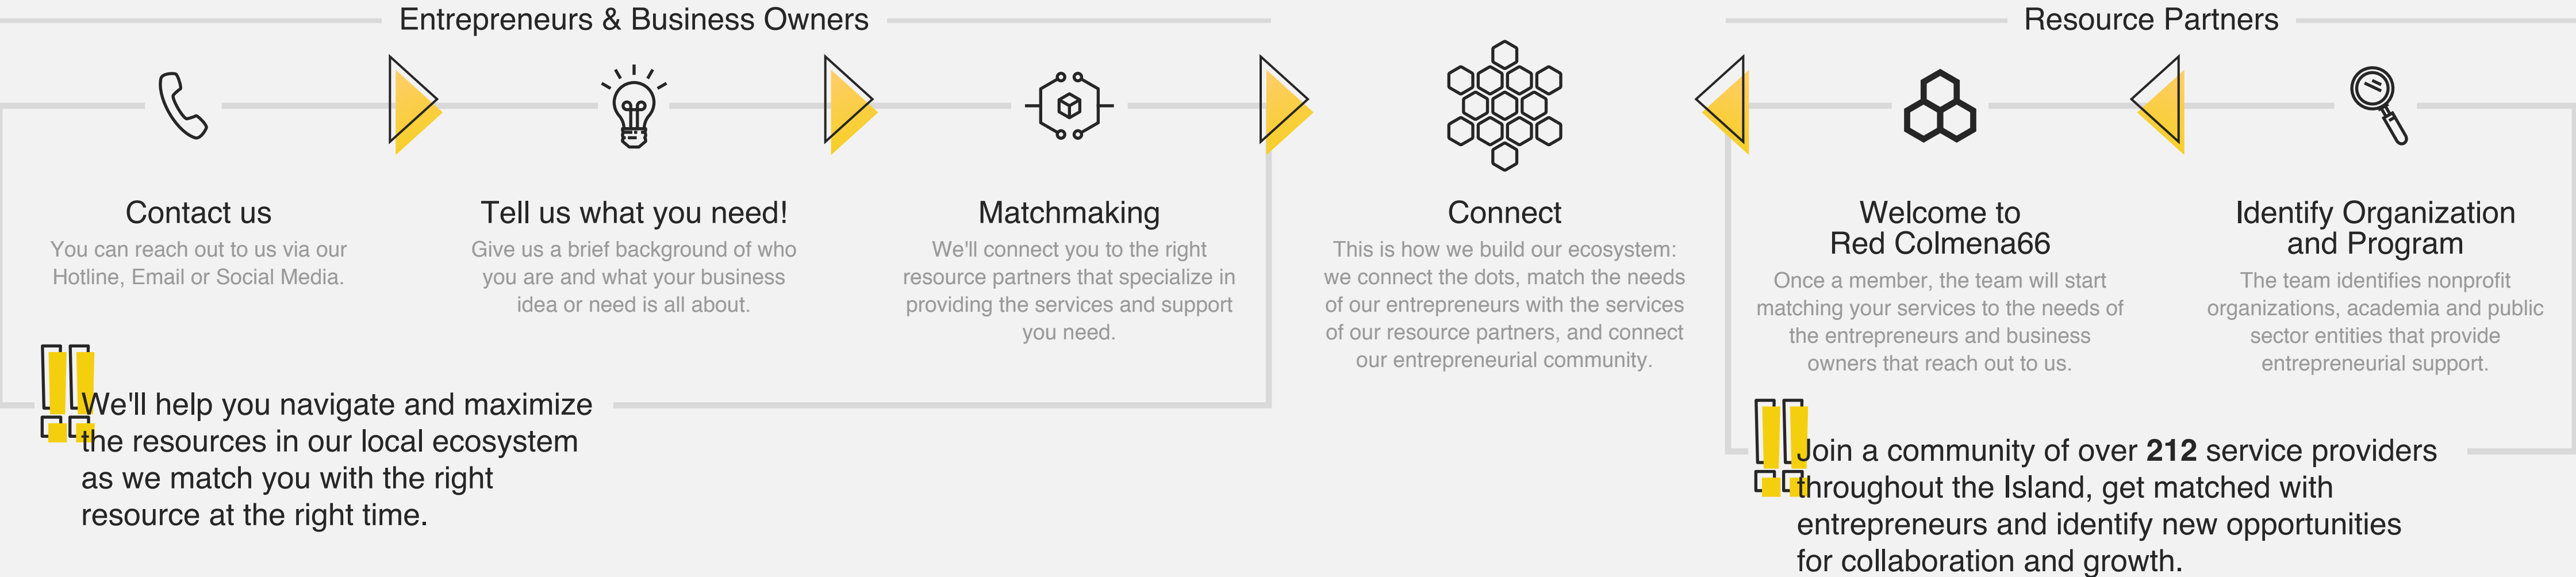 Entrepreneurs & Business Owners
Contact us
You can reach out to us via our
Hotline, Email or Social Media.
Tell us what you need!
Give us a brief background of who
you are and what your business
idea or need is all about.
Matchmaking
We'll connect you to the right
resource partners that specialize in
providing the services and support
you need.
We'll help you navigate and maximize
the resources in our local ecosystem
as we match you with the right
resource at the right time.
Connect
This is how we build our ecosystem:
we connect the dots, match the needs
of our entrepreneurs with the services
of our resource partners, and connect
our entrepreneurial community.
Resource Partners
Welcome to
Red Colmena66
Once a member, the team will start
matching your services to the needs of
the entrepreneurs and business
owners that reach out to us.
Identify Organization
and Program
The team identifies nonprofit
organizations, academia and public
sector entities that provide
entrepreneurial support.
Join a community of over 212 service providers
throughout the Island, get matched with
entrepreneurs and identify new opportunities
for collaboration and growth.